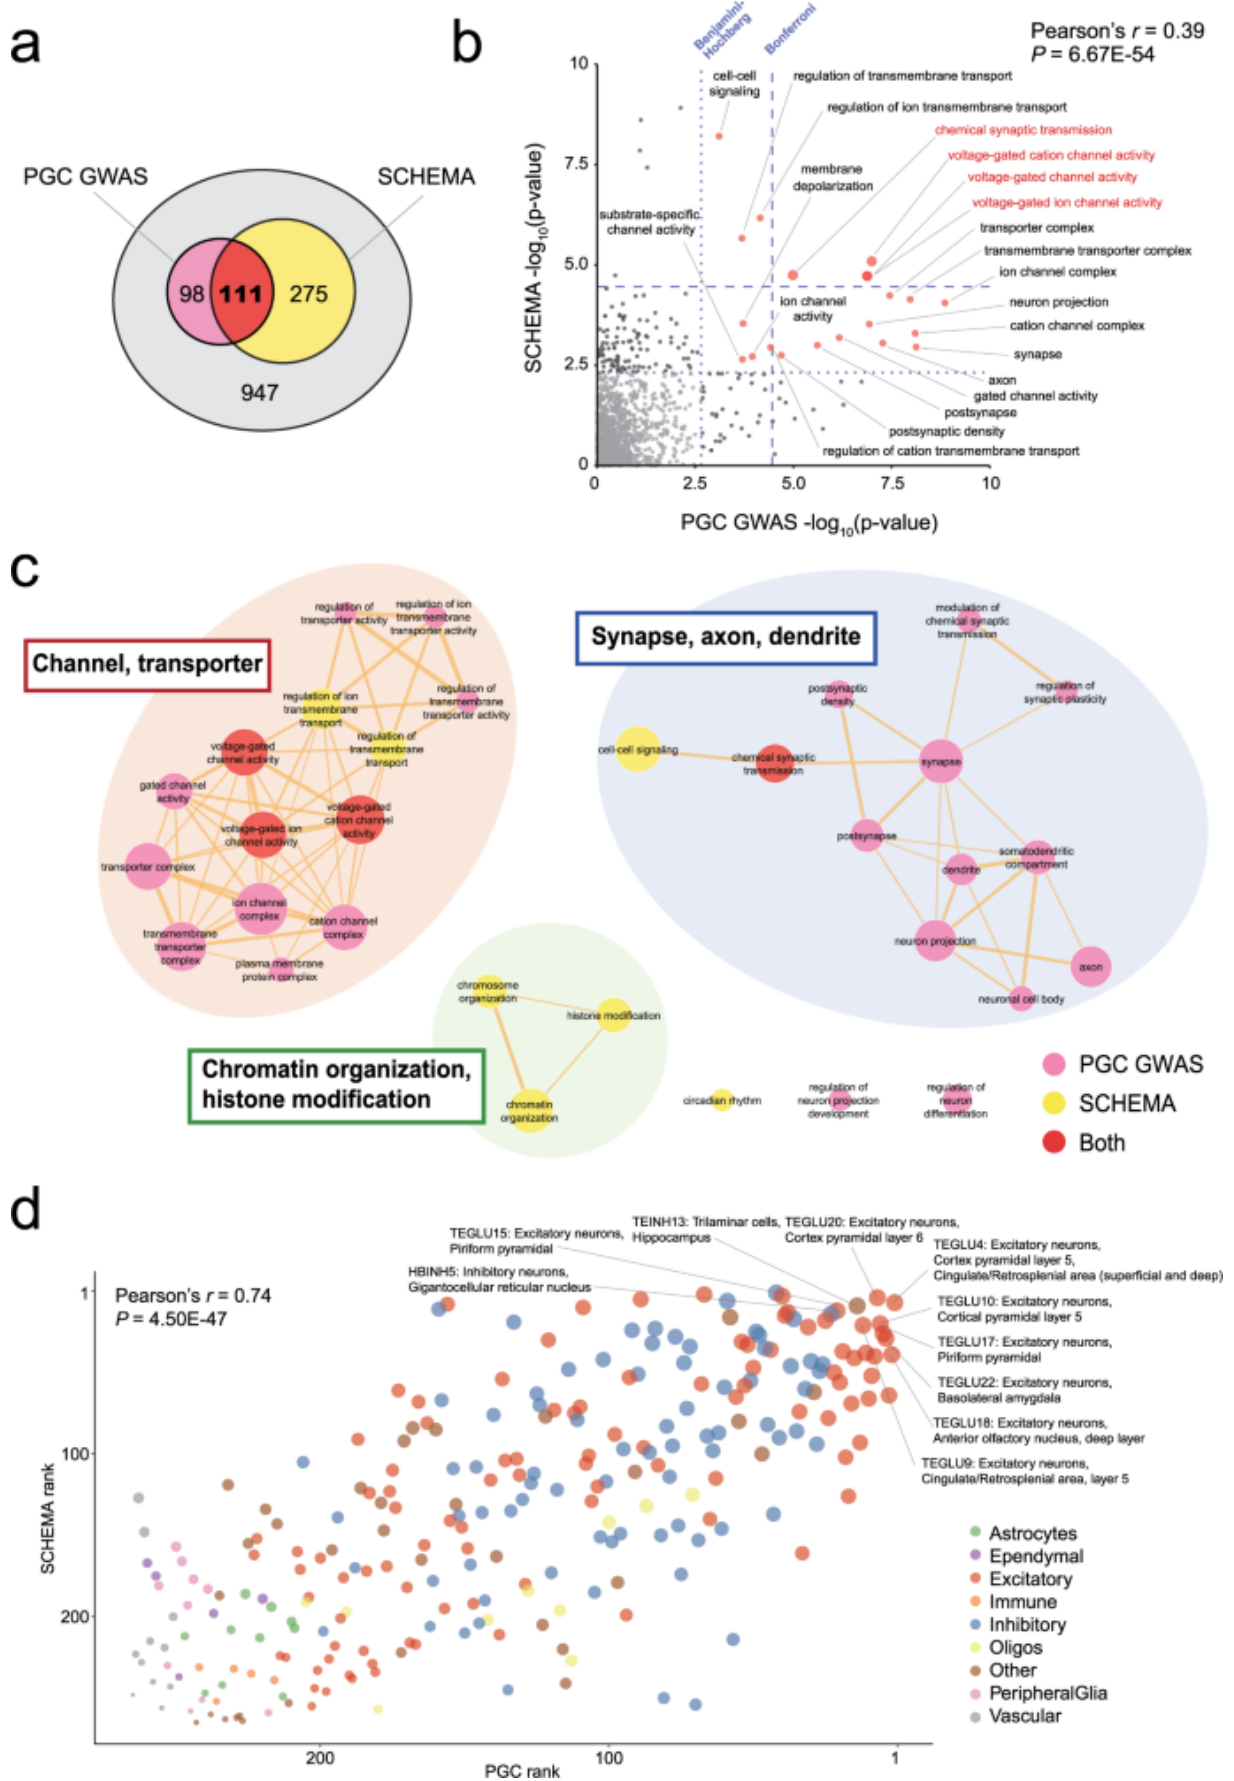 a
PGC GWAS
SCHEMA
98
111
275
947
b
Benjamini-
Hochberg
Bonferroni
Pearson's r = 0.39
P = 6.67E-54
SCHEMA -log10(p-value)
10
7.5
5.0
2.5
0
cell-cell
signaling
regulation of transmembrane transport
regulation of ion transmembrane transport
chemical synaptic transmission
voltage-gated cation channel activity
membrane
depolarization
voltage-gated channel activity
voltage-gated ion channel activity
substrate-specific
channel activity
transporter complex
transmembrane transporter complex
ion channel complex
ion channel
activity
neuron projection
cation channel complex
synapse
axon
gated channel activity
postsynapse
postsynaptic density
regulation of cation transmembrane transport
0
2.5
5.0
7.5
10
PGC GWAS -log10(p-value)
c
Channel, transporter
regulation of
transporter activity
regulation of ion
transmembrane
transporter activity
regulation of ion
transmembrane
transport
regulation of
transmembrane
transporter activity
voltage-gated
channel activity
regulation of
transmembrane
transport
gated channel
activity
voltage-gated ion
channel activity
voltage-gated
cation channel
activity
transporter complex
ion channel
complex
cation channel
complex
transmembrane
transporter
complex
plasma membrane
protein complex
Synapse, axon, dendrite
modulation of
chemical synaptic
transmission
postsynaptic
density
regulation of
synaptic plasticity
cell-cell signaling
chemical synaptic
transmission
synapse
postsynapse
somatodendritic
compartment
dendrite
neuron projection
axon
neuronal cell body
chromosome
organization
histone modification
Chromatin organization,
histone modification
chromatin
organization
circadian rhythm
regulation of
neuron projection
development
regulation of
neuron
differentiation
PGC GWAS
SCHEMA
Both
d
Pearson's r = 0.74
P = 4.50E-47
TEGLU15: Excitatory neurons,
Piriform pyramidal
TEINH13: Trilaminar cells,
Hippocampus
TEGLU20: Excitatory neurons,
Cortex pyramidal layer 6
HBINH5: Inhibitory neurons,
Gigantocellular reticular nucleus
TEGLU4: Excitatory neurons,
Cortex pyramidal layer 5,
Cingulate/Retrosplenial area (superficial and deep)
TEGLU10: Excitatory neurons,
Cortical pyramidal layer 5
TEGLU17: Excitatory neurons,
Piriform pyramidal
TEGLU22: Excitatory neurons,
Basolateral amygdala
TEGLU18: Excitatory neurons,
Anterior olfactory nucleus, deep layer
TEGLU9: Excitatory neurons,
Cingulate/Retrosplenial area, layer 5
SCHEMA rank
1
100
200
Astrocytes
Ependymal
Excitatory
Immune
Inhibitory
Oligos
Other
PeripheralGlia
Vascular
200
100
1
PGC rank